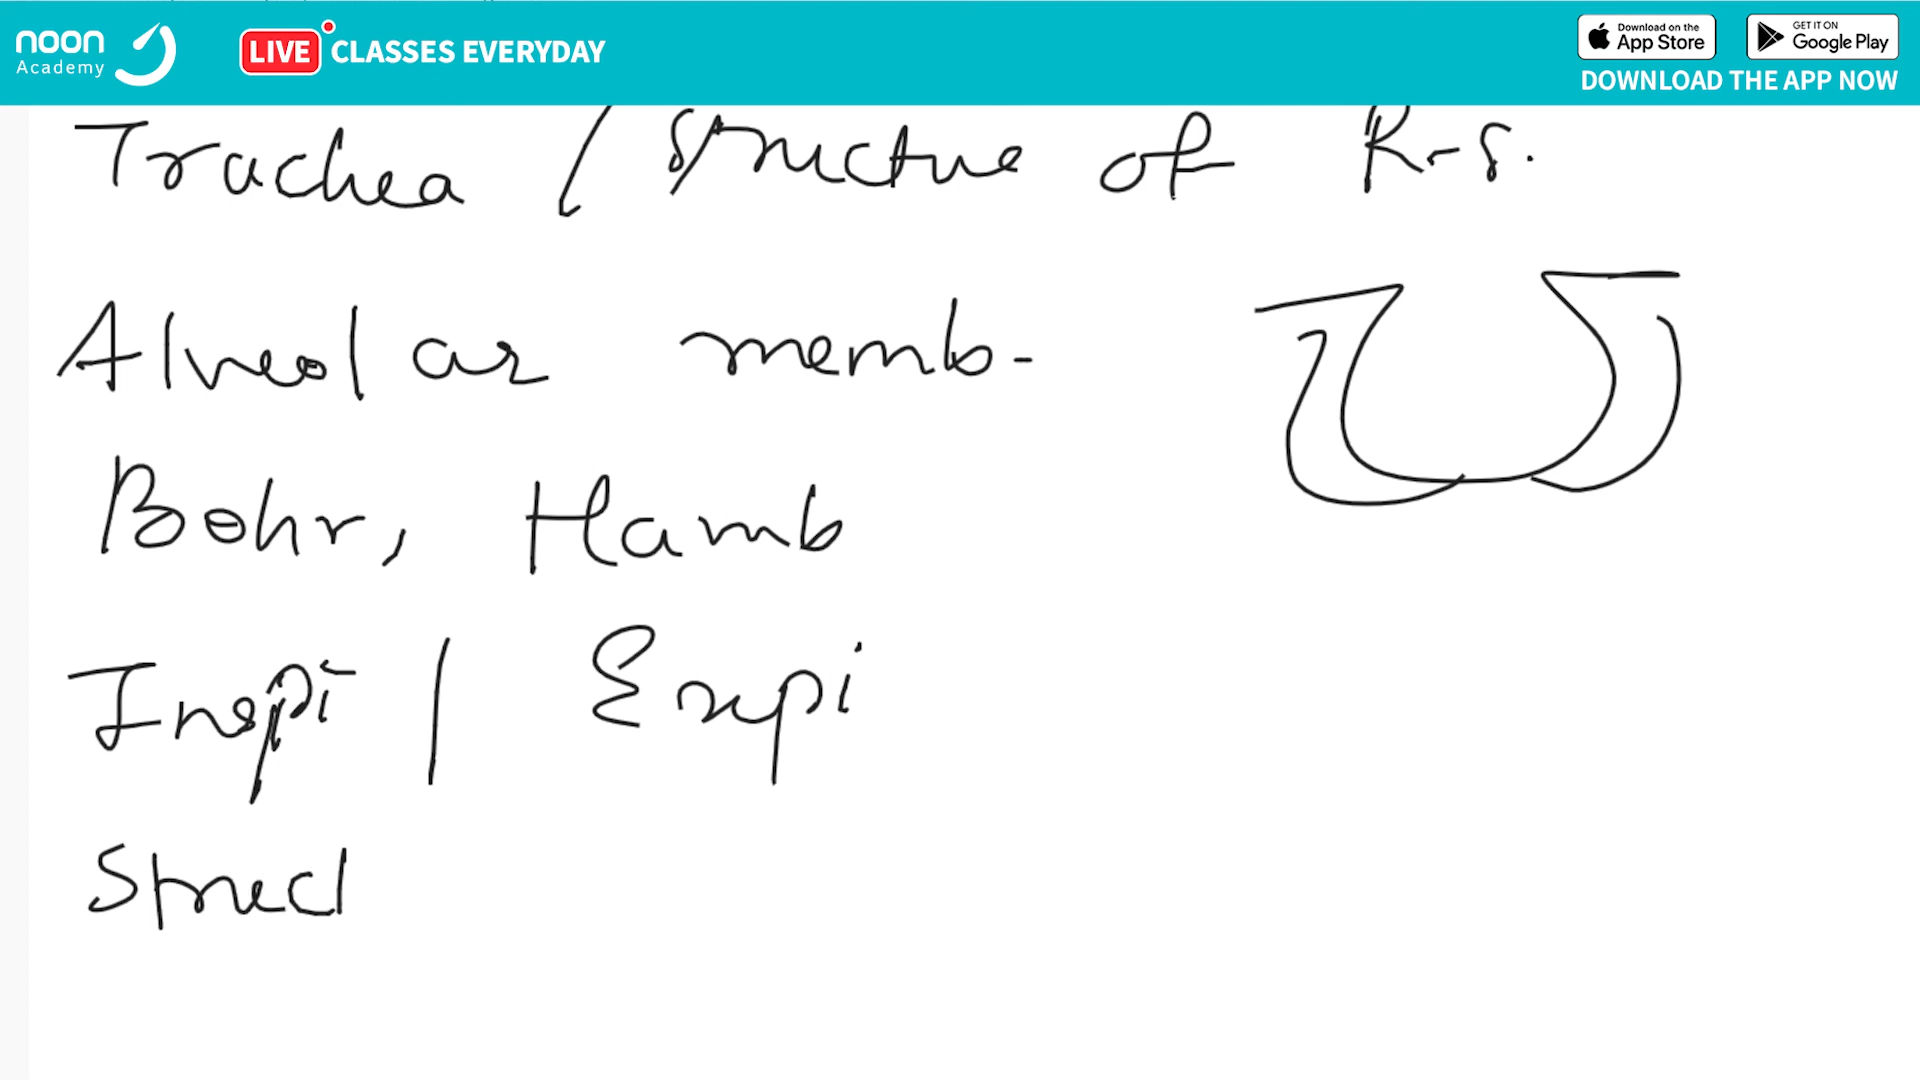 noon
Academy
LIVE CLASSES EVERYDAY
Download on the
App Store
GET IT ON
Google Play
DOWNLOAD THE APP NOW
Trachea / Structure of R-S.
Alveolar memb-
Bohr, Hamb
Inspi / Expi
Struct